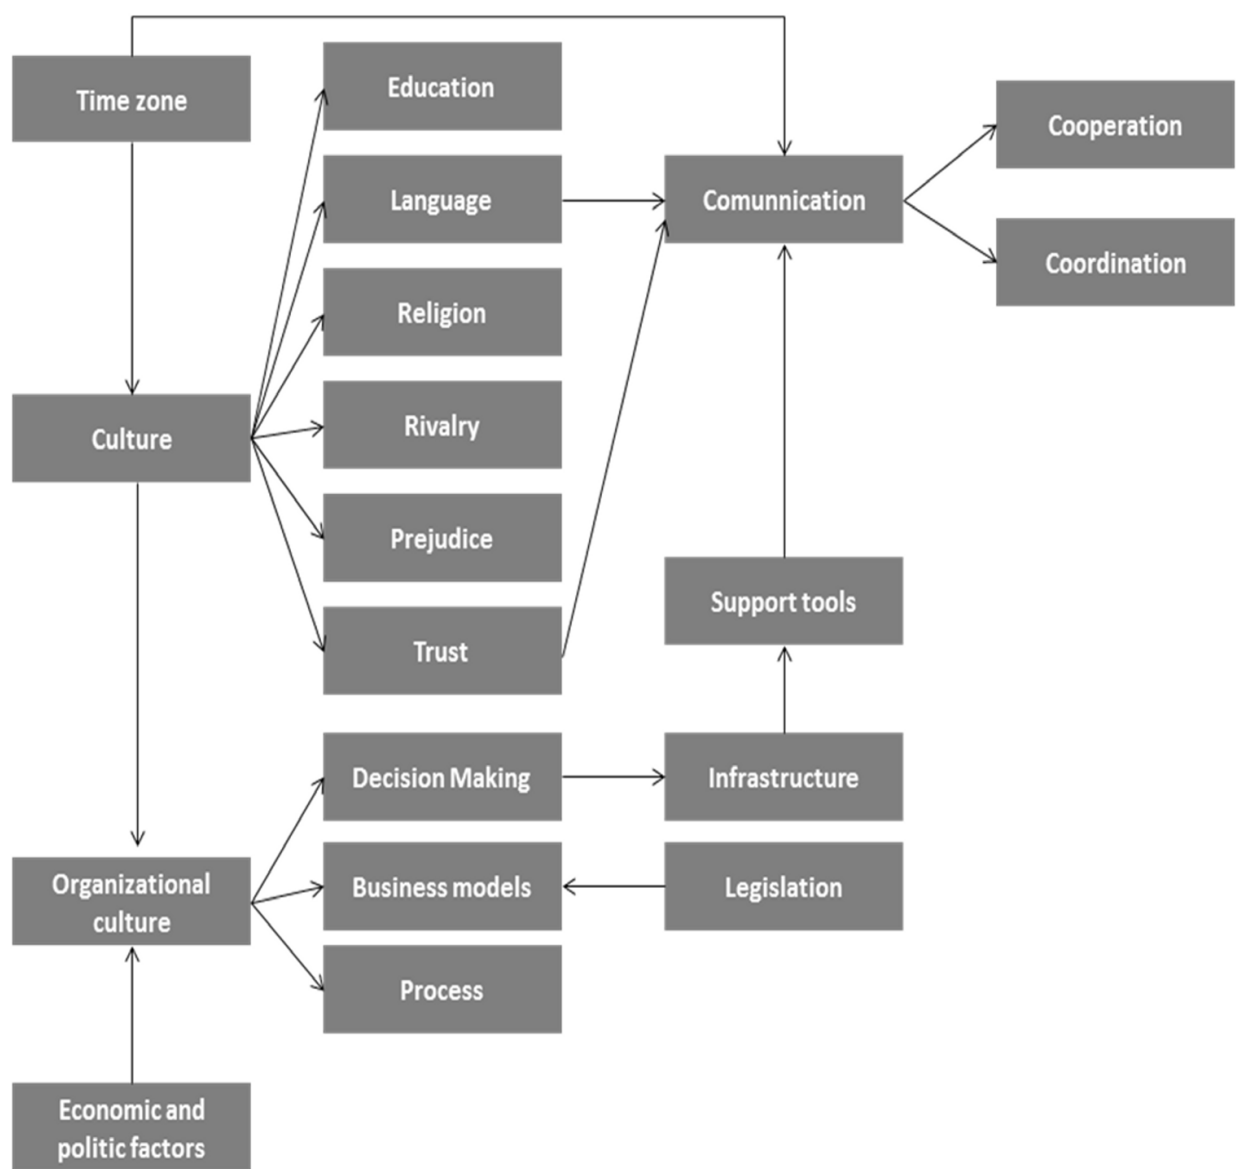 Time zone
Education
Cooperation
Language
Comunnication
Coordination
Religion
Culture
Rivalry
Prejudice
Support tools
Trust
Decision Making
Infrastructure
Organizational
culture
Business models
Legislation
Process
Economic and
politic factors